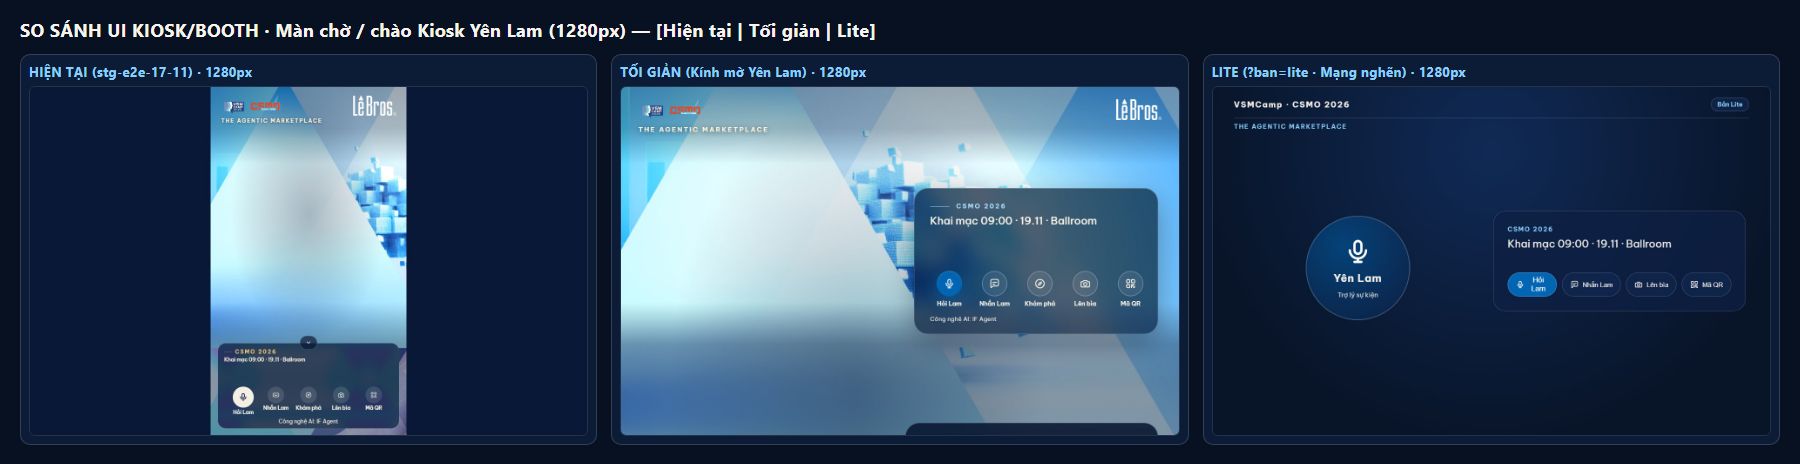 SO SÁNH UI KIOSK/BOOTH · Màn chờ / chào Kiosk Yên Lam (1280px) — [Hiện tại | Tối giản | Lite]
HIỆN TẠI (stg-e2e-17-11) · 1280px
CSMO
LêBros
THE AGENTIC MARKETPLACE
CSMO 2026
Khai mạc 09:00 · 19.11 · Ballroom
Hỏi Lam
Nhắn Lam
Khám phá
Lên bìa
Mã QR
Công nghệ AI: IF Agent
TỐI GIẢN (Kính mờ Yên Lam) · 1280px
CSMO
LêBros
THE AGENTIC MARKETPLACE
CSMO 2026
Khai mạc 09:00 · 19.11 · Ballroom
Hỏi Lam
Nhắn Lam
Khám phá
Lên bìa
Mã QR
Công nghệ AI: IF Agent
LITE (?ban=lite · Mạng nghẽn) · 1280px
VSMCamp · CSMO 2026
Bản Lite
THE AGENTIC MARKETPLACE
Yên Lam
Trợ lý sự kiện
CSMO 2026
Khai mạc 09:00 · 19.11 · Ballroom
Hỏi
Lam
Nhắn Lam
Lên bìa
Mã QR